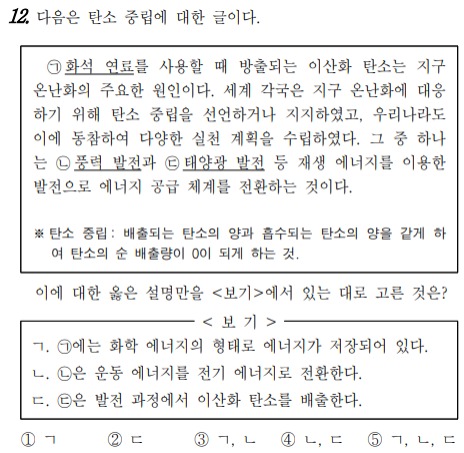 12. 다음은 탄소 중립에 대한 글이다.
㉠화석 연료를 사용할 때 방출되는 이산화 탄소는 지구
온난화의 주요한 원인이다. 세계 각국은 지구 온난화에 대응
하기 위해 탄소 중립을 선언하거나 지지하였고, 우리나라도
이에 동참하여 다양한 실천 계획을 수립하였다. 그 중 하나
는 ㉡풍력 발전과 ㉢태양광 발전 등 재생 에너지를 이용한
발전으로 에너지 공급 체계를 전환하는 것이다.
※ 탄소 중립: 배출되는 탄소의 양과 흡수되는 탄소의 양을 같게 하
여 탄소의 순 배출량이 0이 되게 하는 것.
이에 대한 옳은 설명만을 <보기>에서 있는 대로 고른 것은?
< 보 기 >
ㄱ. ㉠에는 화학 에너지의 형태로 에너지가 저장되어 있다.
ㄴ. ㉡은 운동 에너지를 전기 에너지로 전환한다.
ㄷ. ㉢은 발전 과정에서 이산화 탄소를 배출한다.
① ㄱ ② ㄷ ③ ㄱ, ㄴ ④ ㄴ, ㄷ ⑤ ㄱ, ㄴ, ㄷ